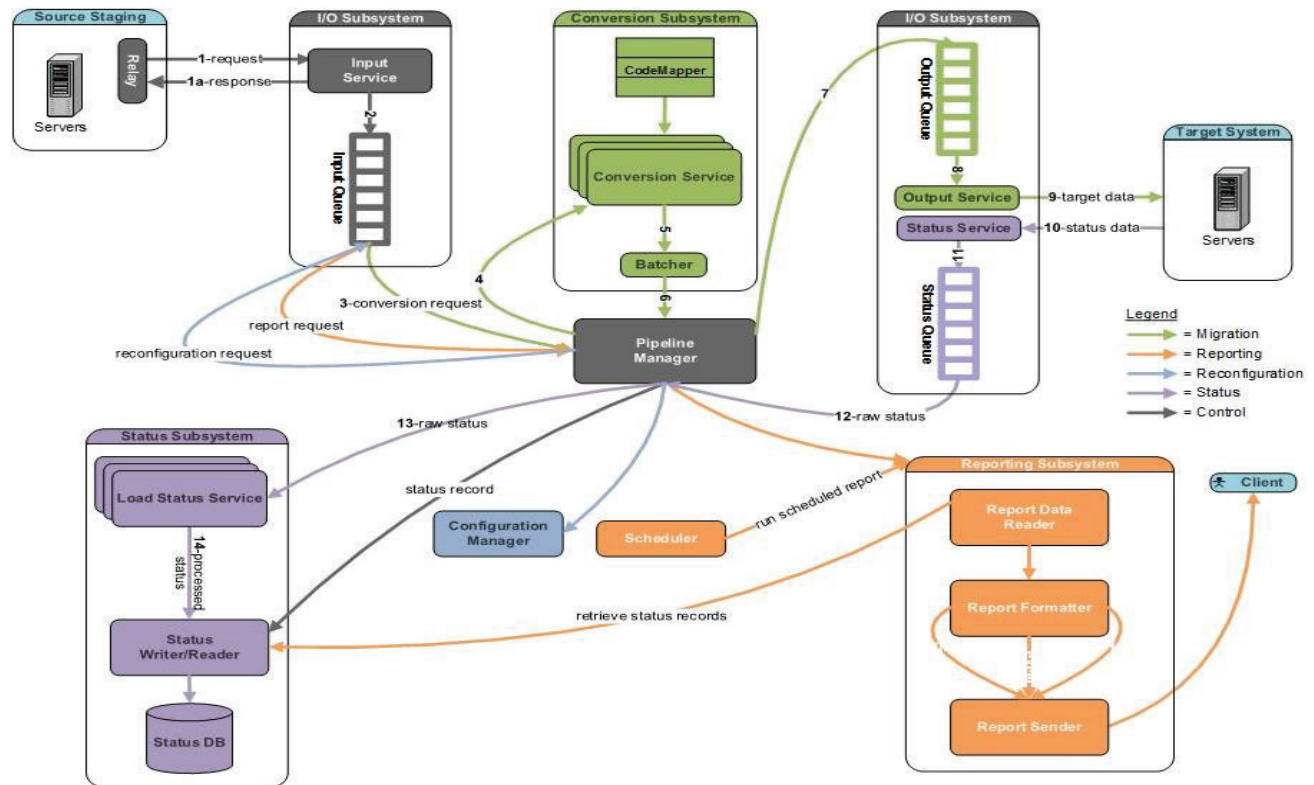 Source Staging
Relay
Servers
1-request
1a-response
I/O Subsystem
Input
Service
2
Input Queue
Conversion Subsystem
CodeMapper
Conversion Service
5
Batcher
6
4
3-conversion request
report request
reconfiguration request
Pipeline
Manager
7
I/O Subsystem
Output Queue
8
Output Service
Status Service
11
Status Queue
9-target data
10-status data
Target System
Servers
Legend
= Migration
= Reporting
= Reconfiguration
= Status
= Control
12-raw status
13-raw status
status record
Status Subsystem
Load Status Service
14-processed
status
Status
Writer/Reader
Status DB
Configuration
Manager
Scheduler
run scheduled report
retrieve status records
Reporting Subsystem
Report Data
Reader
Report Formatter
Report Sender
Client